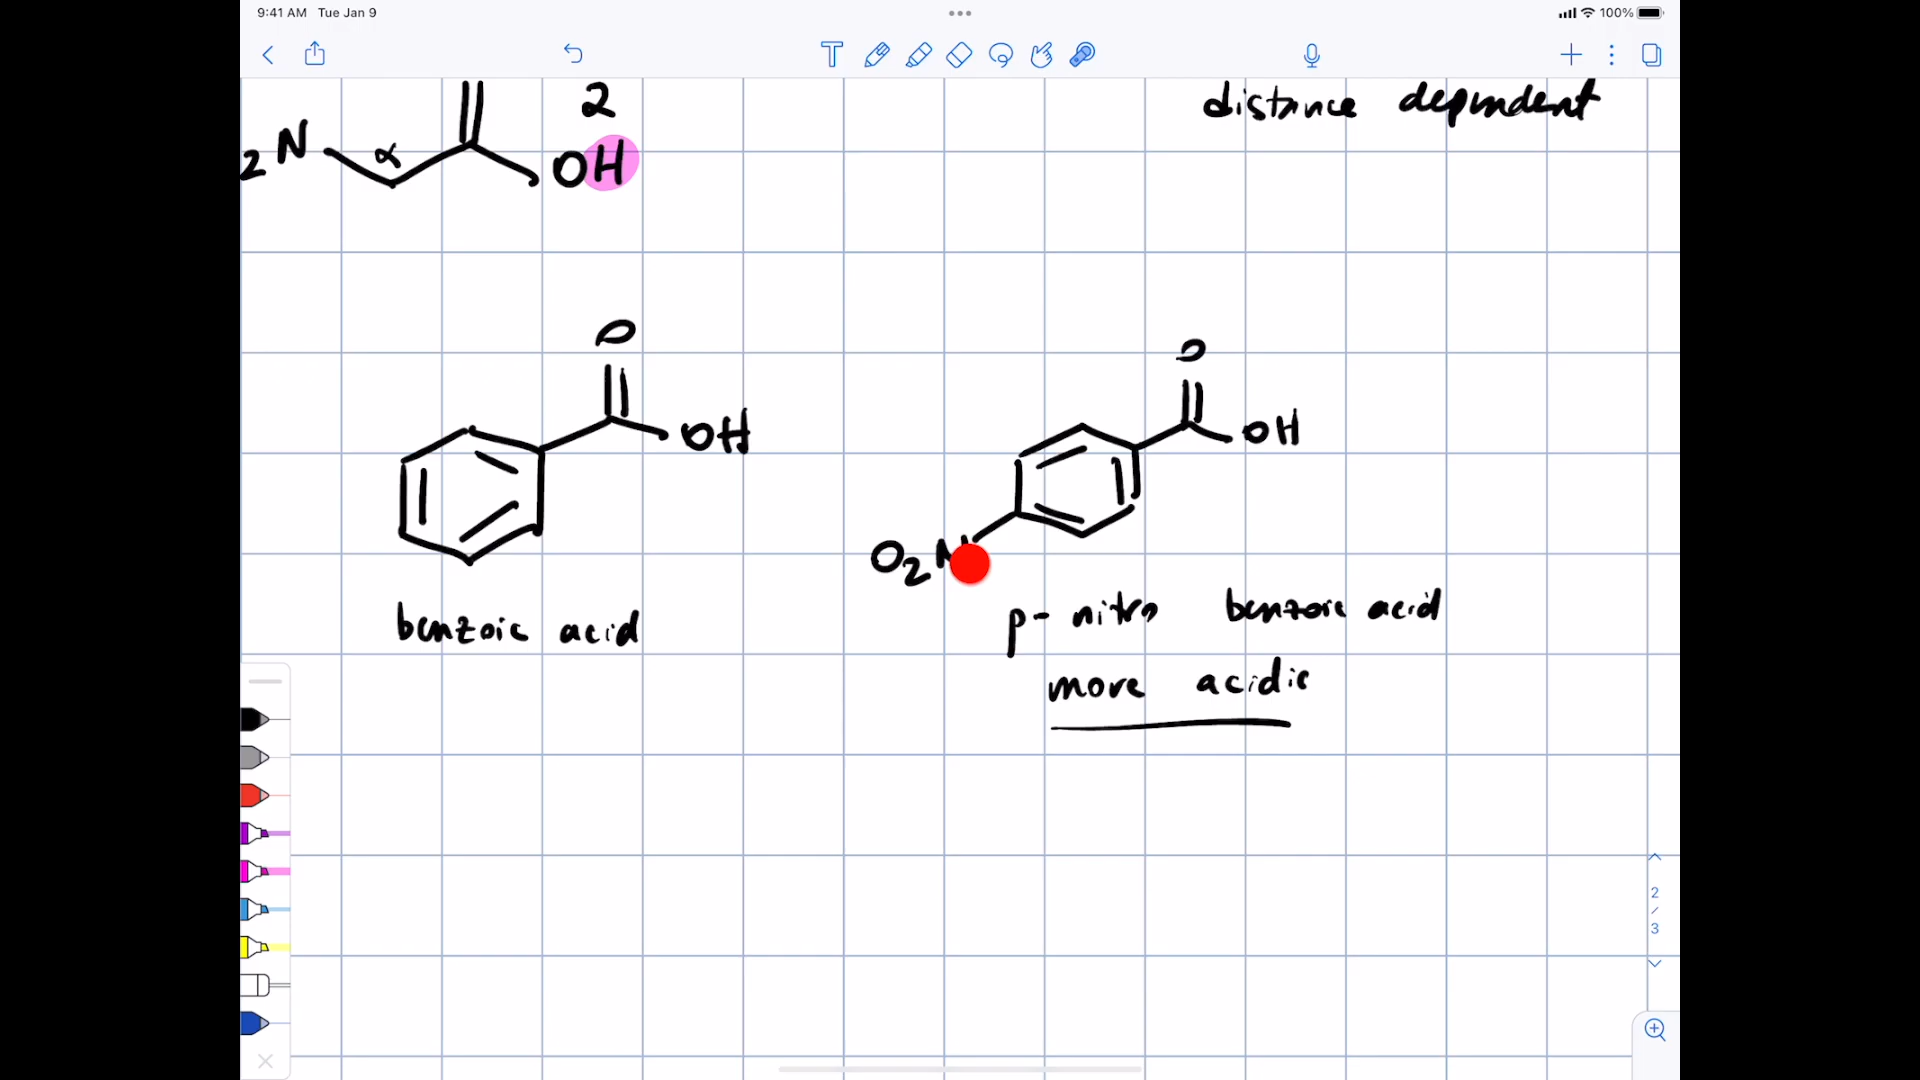 9:41 AM Tue Jan 9
100%
distance dependent
2
2N α OH
O
OH
benzoic acid
O
OH
O2N
p- nitro benzoic acid
more acidic
2
/
3